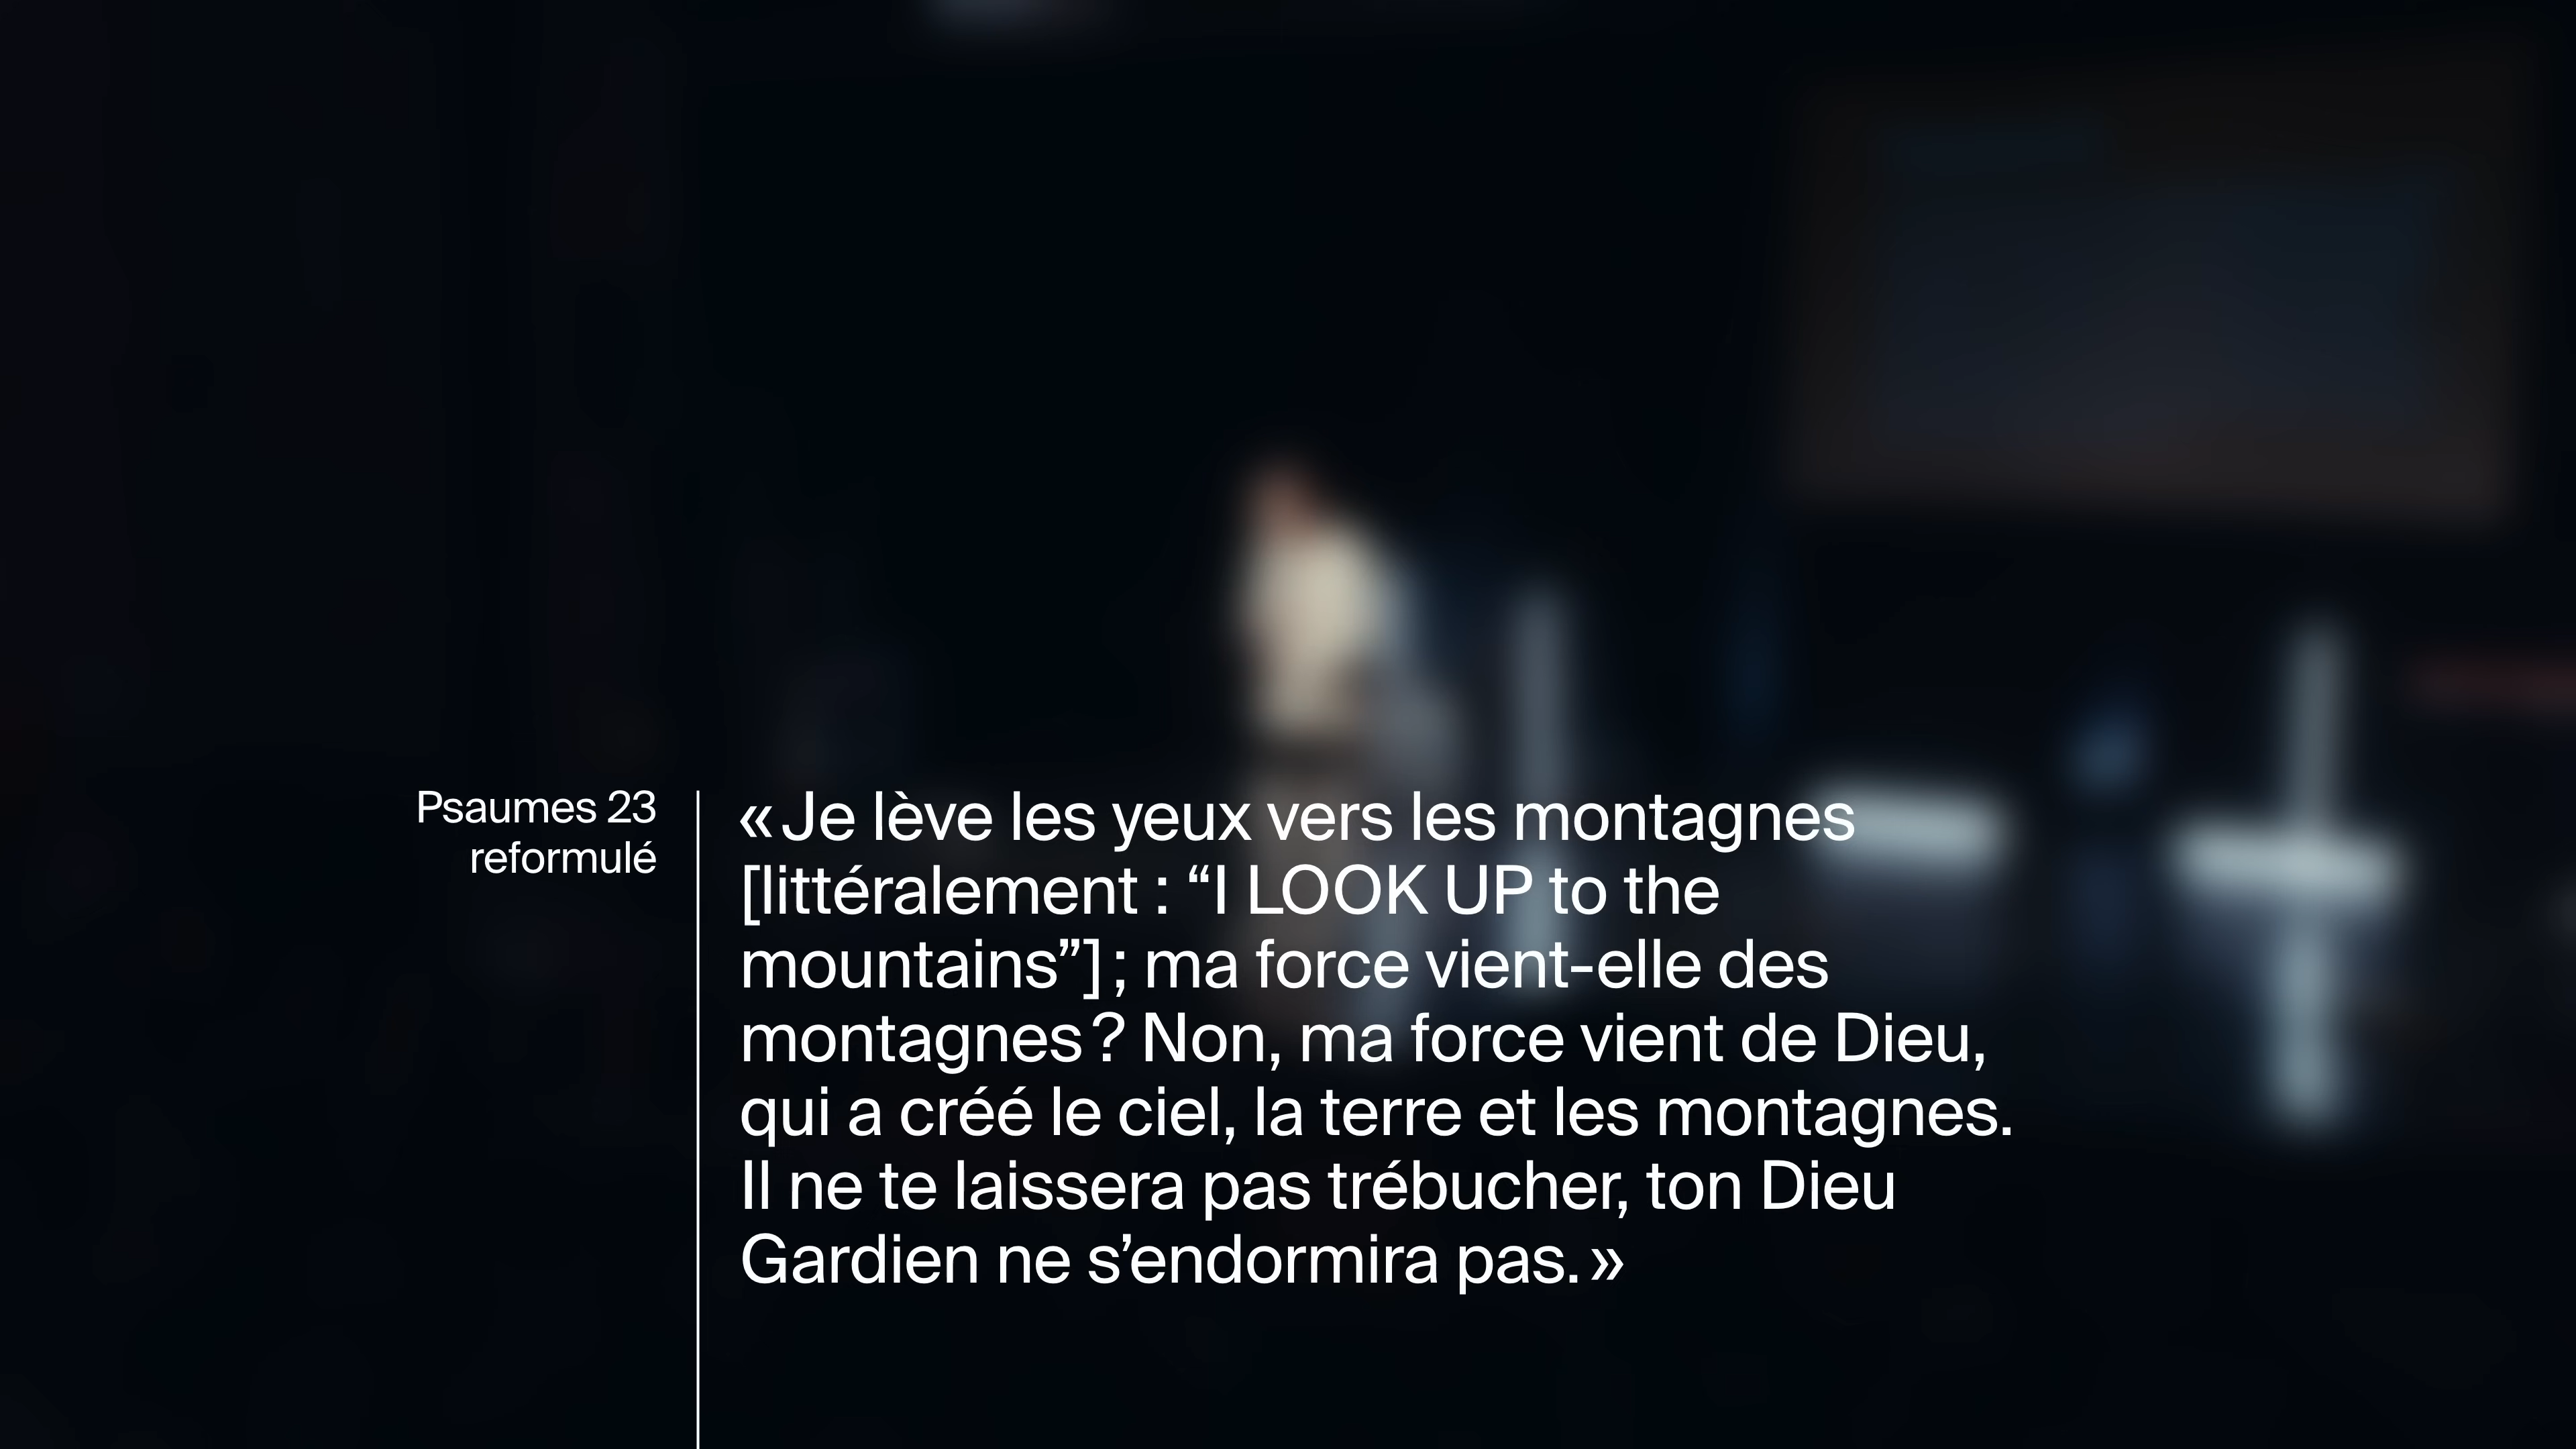 Psaumes 23
reformulé
« Je lève les yeux vers les montagnes
[littéralement : “I LOOK UP to the
mountains”] ; ma force vient-elle des
montagnes ? Non, ma force vient de Dieu,
qui a créé le ciel, la terre et les montagnes.
Il ne te laissera pas trébucher, ton Dieu
Gardien ne s’endormira pas. »